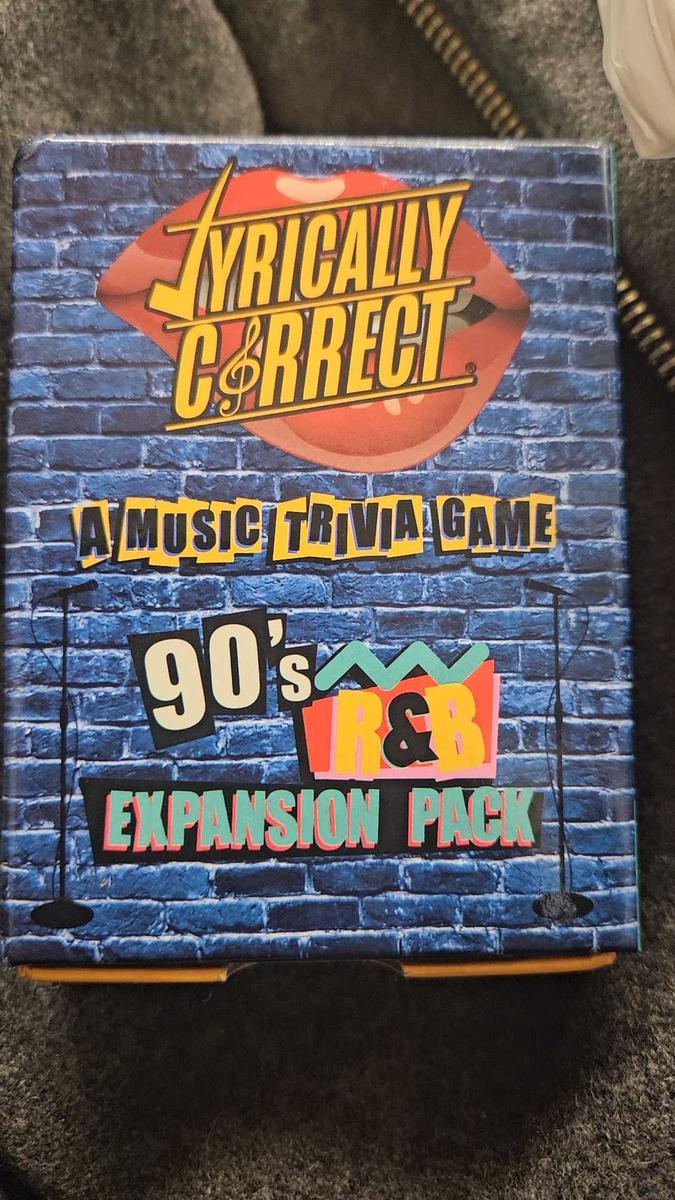 LYRICALLY
CORRECT®
A MUSIC TRIVIA GAME
90's
R&B
EXPANSION PACK